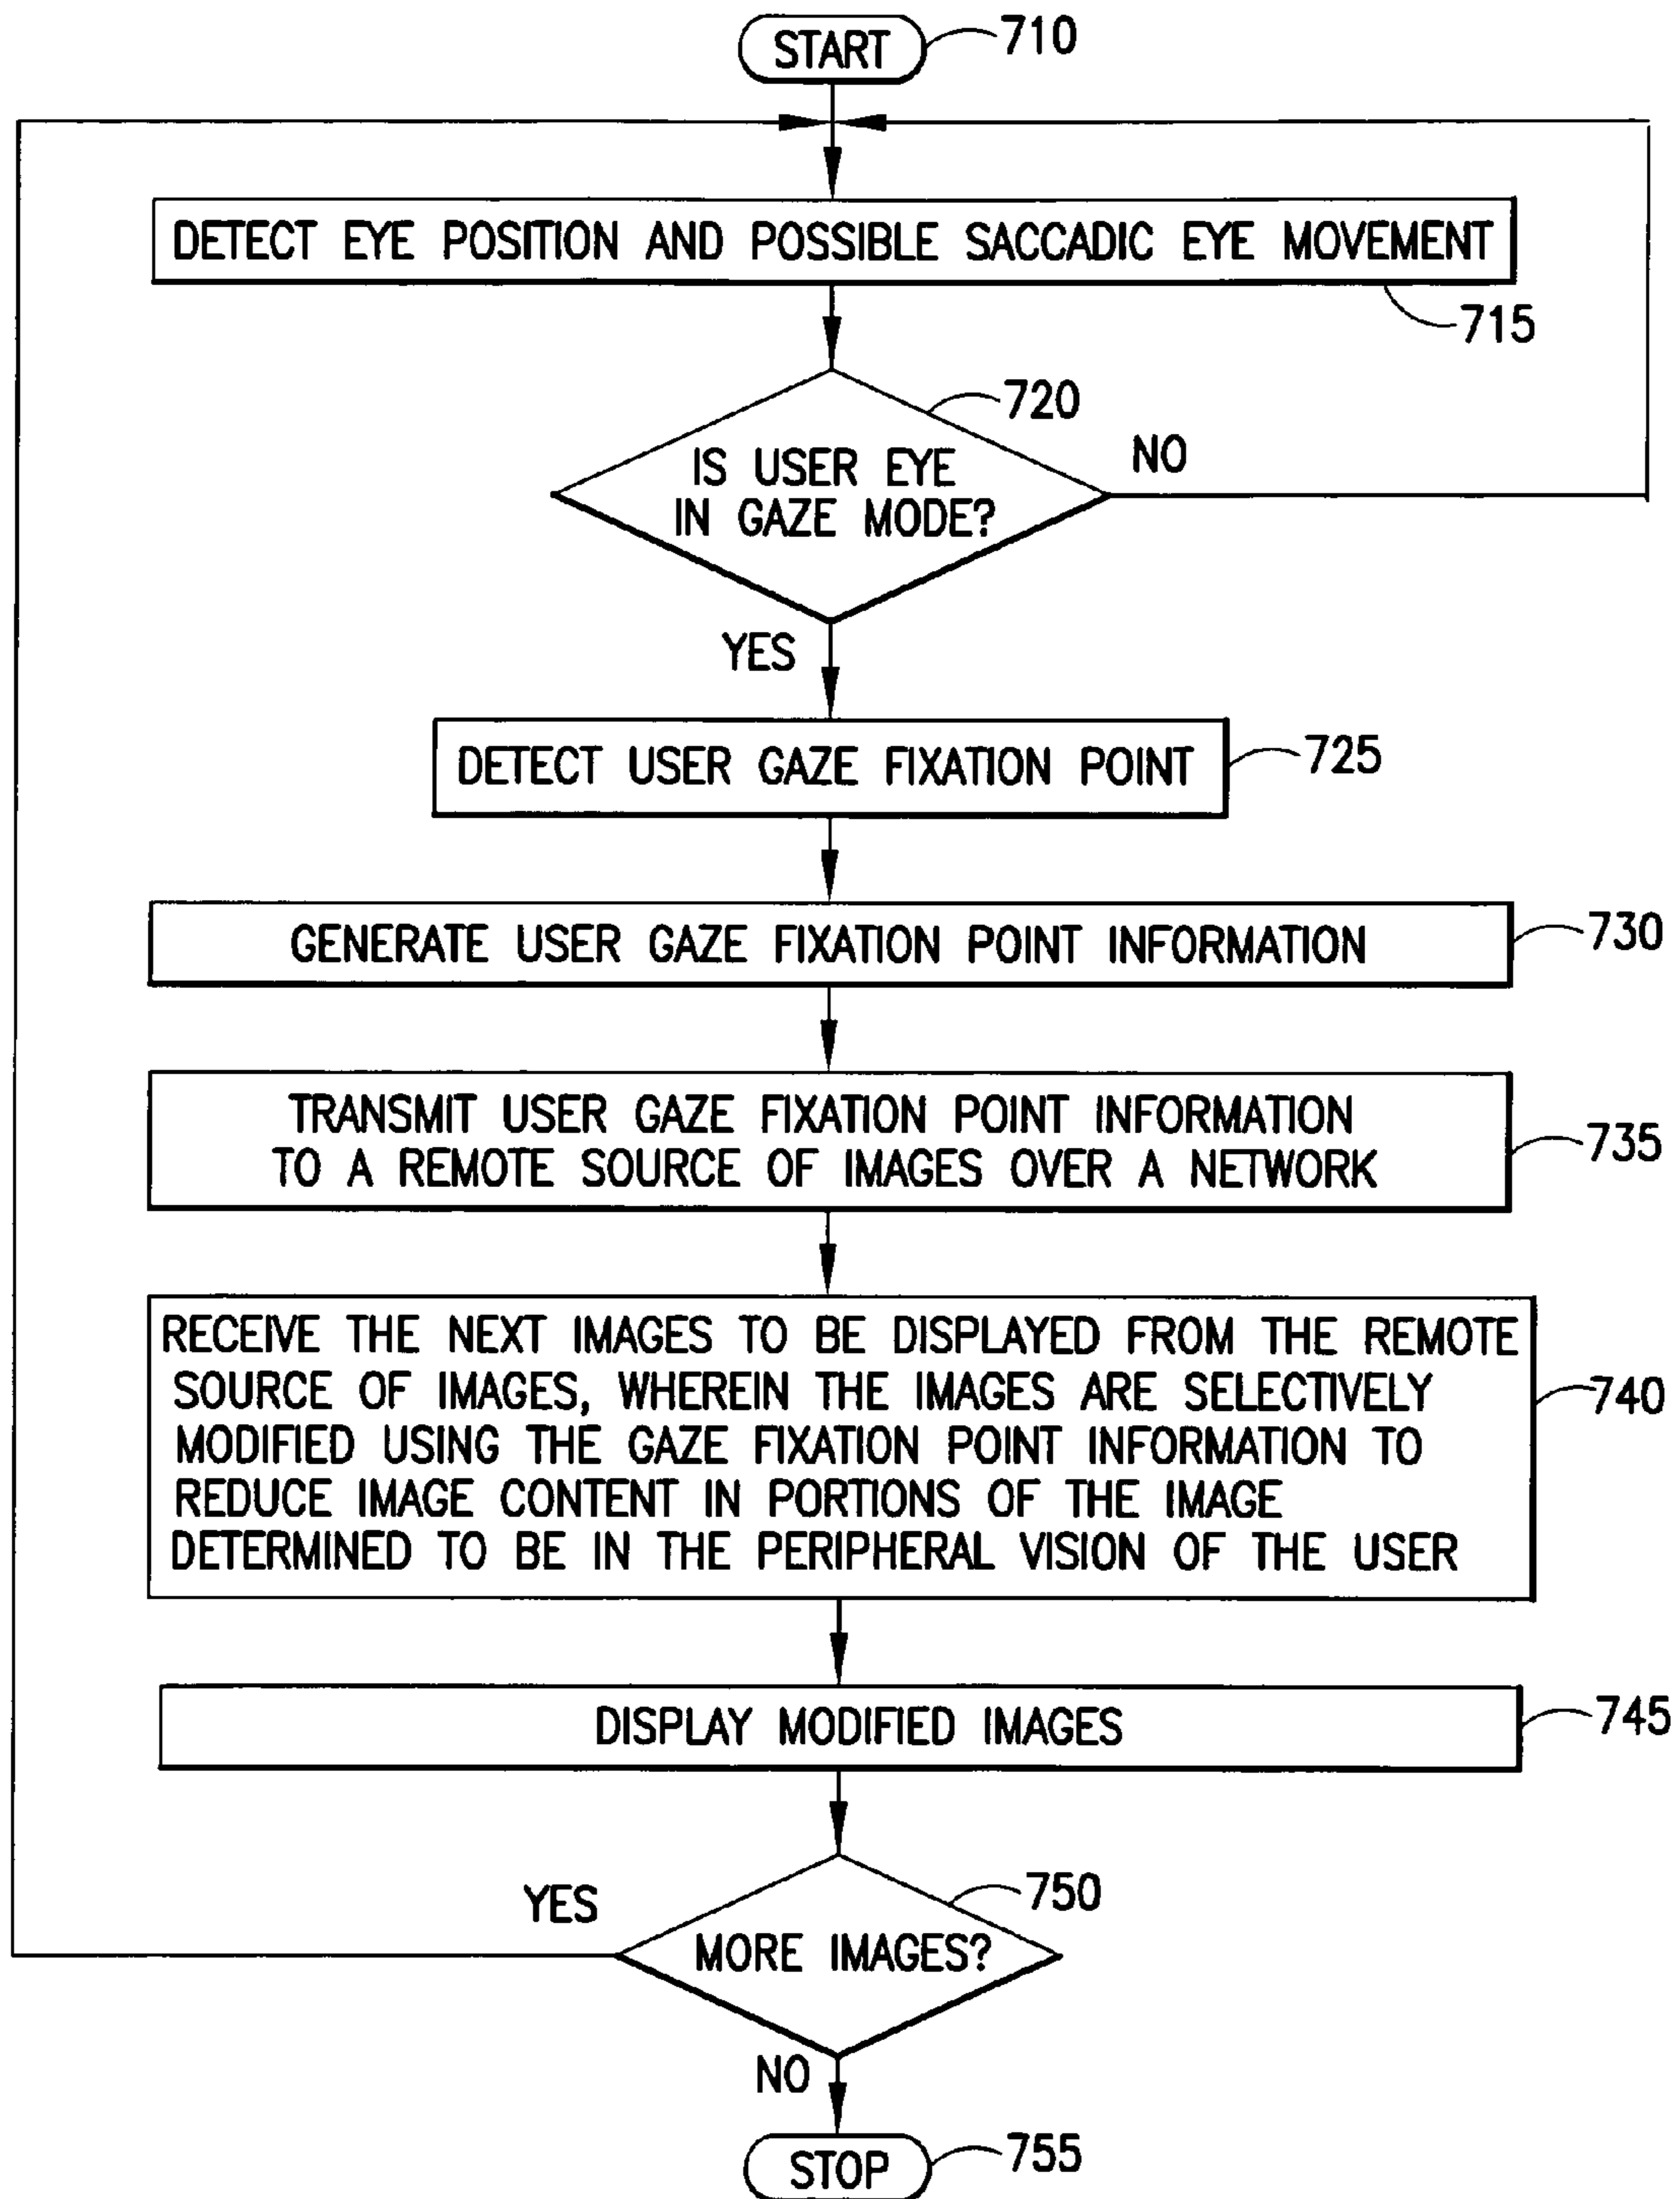 START
710
DETECT EYE POSITION AND POSSIBLE SACCADIC EYE MOVEMENT
715
720
IS USER EYE
IN GAZE MODE?
NO
YES
DETECT USER GAZE FIXATION POINT
725
GENERATE USER GAZE FIXATION POINT INFORMATION
730
TRANSMIT USER GAZE FIXATION POINT INFORMATION
TO A REMOTE SOURCE OF IMAGES OVER A NETWORK
735
RECEIVE THE NEXT IMAGES TO BE DISPLAYED FROM THE REMOTE
SOURCE OF IMAGES, WHEREIN THE IMAGES ARE SELECTIVELY
MODIFIED USING THE GAZE FIXATION POINT INFORMATION TO
REDUCE IMAGE CONTENT IN PORTIONS OF THE IMAGE
DETERMINED TO BE IN THE PERIPHERAL VISION OF THE USER
740
DISPLAY MODIFIED IMAGES
745
YES
750
MORE IMAGES?
NO
STOP
755